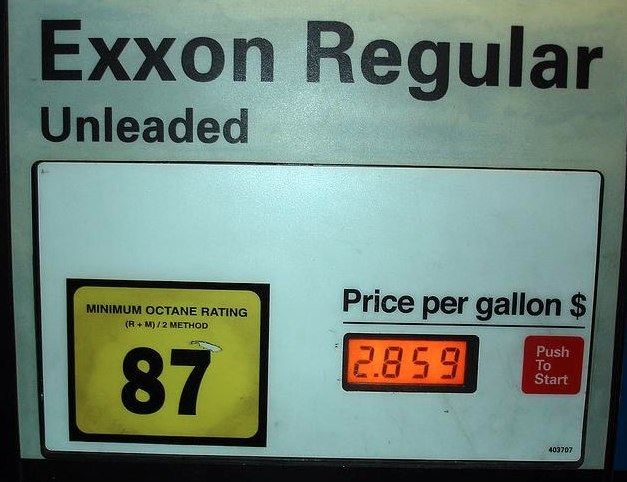 Exxon Regular
Unleaded
MINIMUM OCTANE RATING
(R + M) / 2 METHOD
87
Price per gallon $
2.859
Push
To
Start
403707